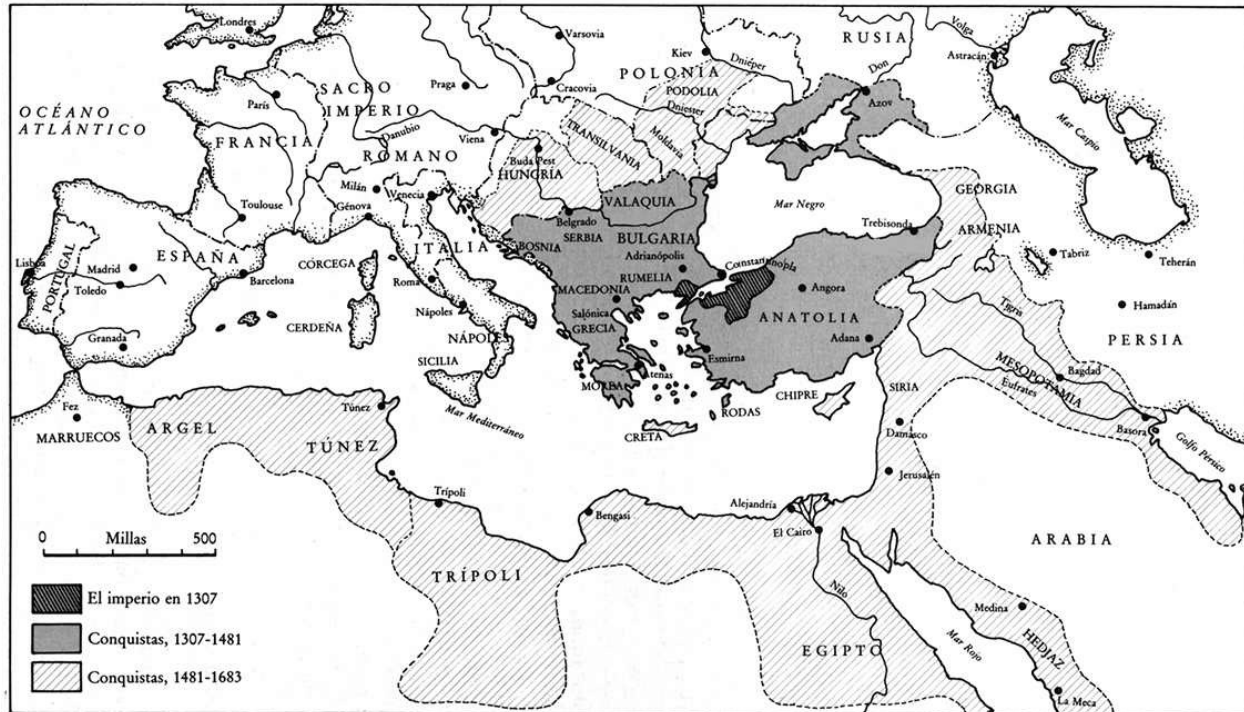 Londres
Varsovia
Volga
RUSIA
Kiev
Astracán
Dniéper
Don
POLONIA
PODOLIA
Praga
Cracovia
SACRO
IMPERIO
París
OCÉANO
ATLÁNTICO
Azov
Dniester
Mar Caspio
FRANCIA
Danubio
Viena
TRANSILVANIA
Moldavia
ROMANO
Buda Pest
HUNGRÍA
Milán
Venecia
VALAQUIA
Mar Negro
GEORGIA
Toulouse
Génova
Belgrado
SERBIA
BULGARIA
Trebisonda
ARMENIA
ITALIA
BOSNIA
Adrianópolis
Lisboa
PORTUGAL
ESPAÑA
Madrid
Toledo
Barcelona
CÓRCEGA
Roma
RUMELIA
Constantinopla
Tabriz
Teherán
MACEDONIA
Angora
Nápoles
CERDEÑA
Salónica
ANATOLIA
Tigris
Hamadán
GRECIA
NÁPOLES
Granada
Esmirna
Adana
PERSIA
SICILIA
Atenas
MESOPOTAMIA
Bagdad
MOREA
SIRIA
Eufrates
CHIPRE
Fez
MARRUECOS
ARGEL
Túnez
Mar Mediterráneo
RODAS
CRETA
Damasco
Basora
TÚNEZ
Golfo Pérsico
Jerusalén
Trípoli
Bengasi
Alejandría
El Cairo
ARABIA
0 Millas 500
TRÍPOLI
Nilo
El imperio en 1307
Medina
Conquistas, 1307-1481
HEDJAZ
EGIPTO
Mar Rojo
Conquistas, 1481-1683
La Meca